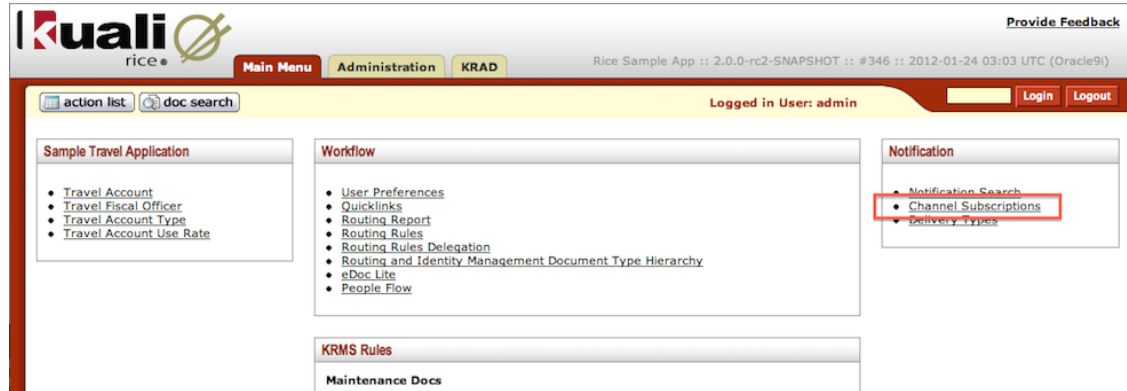 Kuali
rice
Provide Feedback
Main Menu Administration KRAD
Rice Sample App :: 2.0.0-rc2-SNAPSHOT :: #346 :: 2012-01-24 03:03 UTC (Oracle9i)
action list doc search Logged in User: admin Login Logout
Sample Travel Application
Travel Account
Travel Fiscal Officer
Travel Account Type
Travel Account Use Rate
Workflow
User Preferences
Quicklinks
Routing Report
Routing Rules
Routing Rules Delegation
Routing and Identity Management Document Type Hierarchy
eDoc Lite
People Flow
KRMS Rules
Maintenance Docs
Notification
Notification Search
Channel Subscriptions
Delivery Types